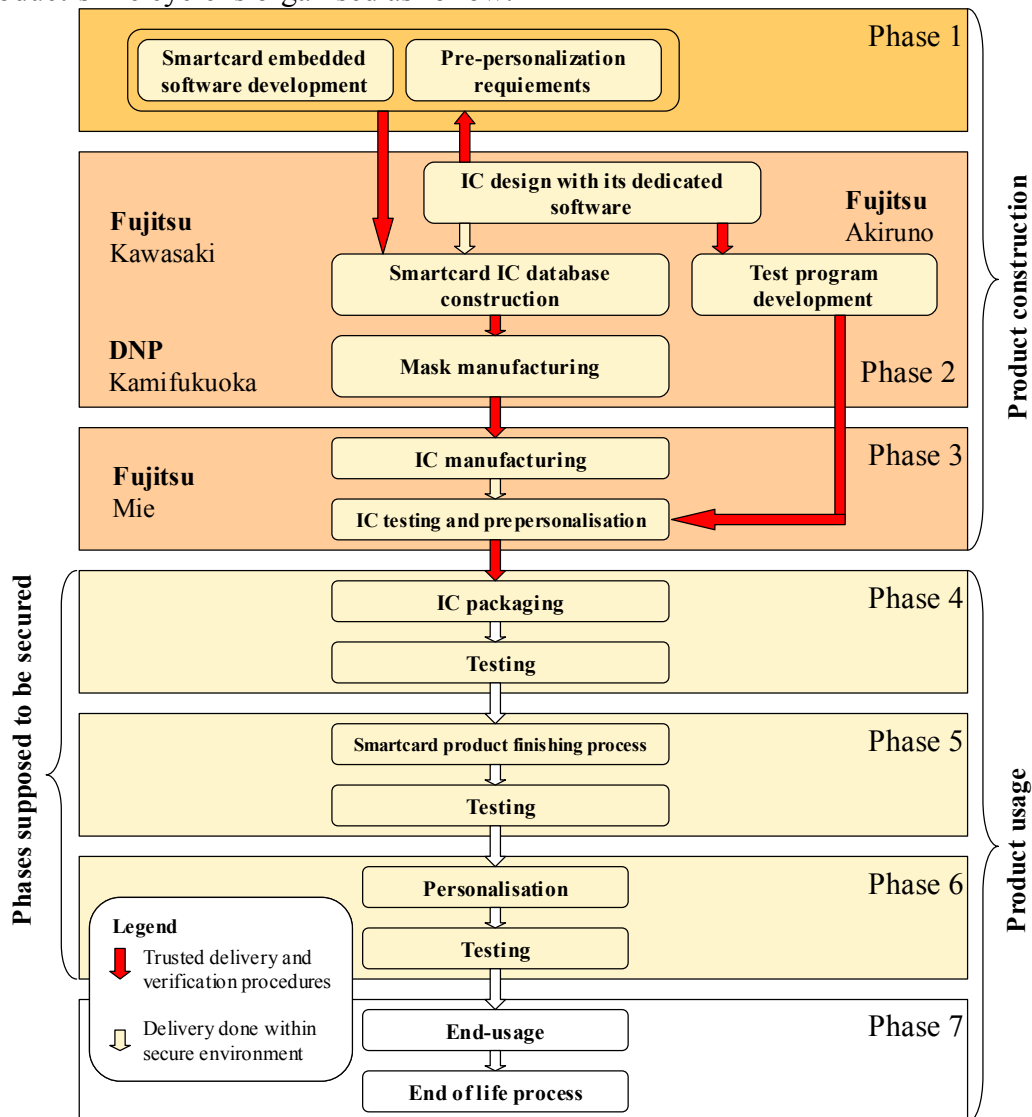 Phase 1
Smartcard embedded
software development
Pre-personalization
requiements
IC design with its dedicated
software
Fujitsu
Kawasaki
Fujitsu
Akiruno
Smartcard IC database
construction
Test program
development
DNP
Kamifukuoka
Mask manufacturing
Phase 2
Product construction
IC manufacturing
Phase 3
Fujitsu
Mie
IC testing and prepersonalisation
Phases supposed to be secured
IC packaging
Phase 4
Testing
Smartcard product finishing process
Phase 5
Testing
Product usage
Personalisation
Phase 6
Testing
Legend
Trusted delivery and
verification procedures
Delivery done within
secure environment
End-usage
Phase 7
End of life process